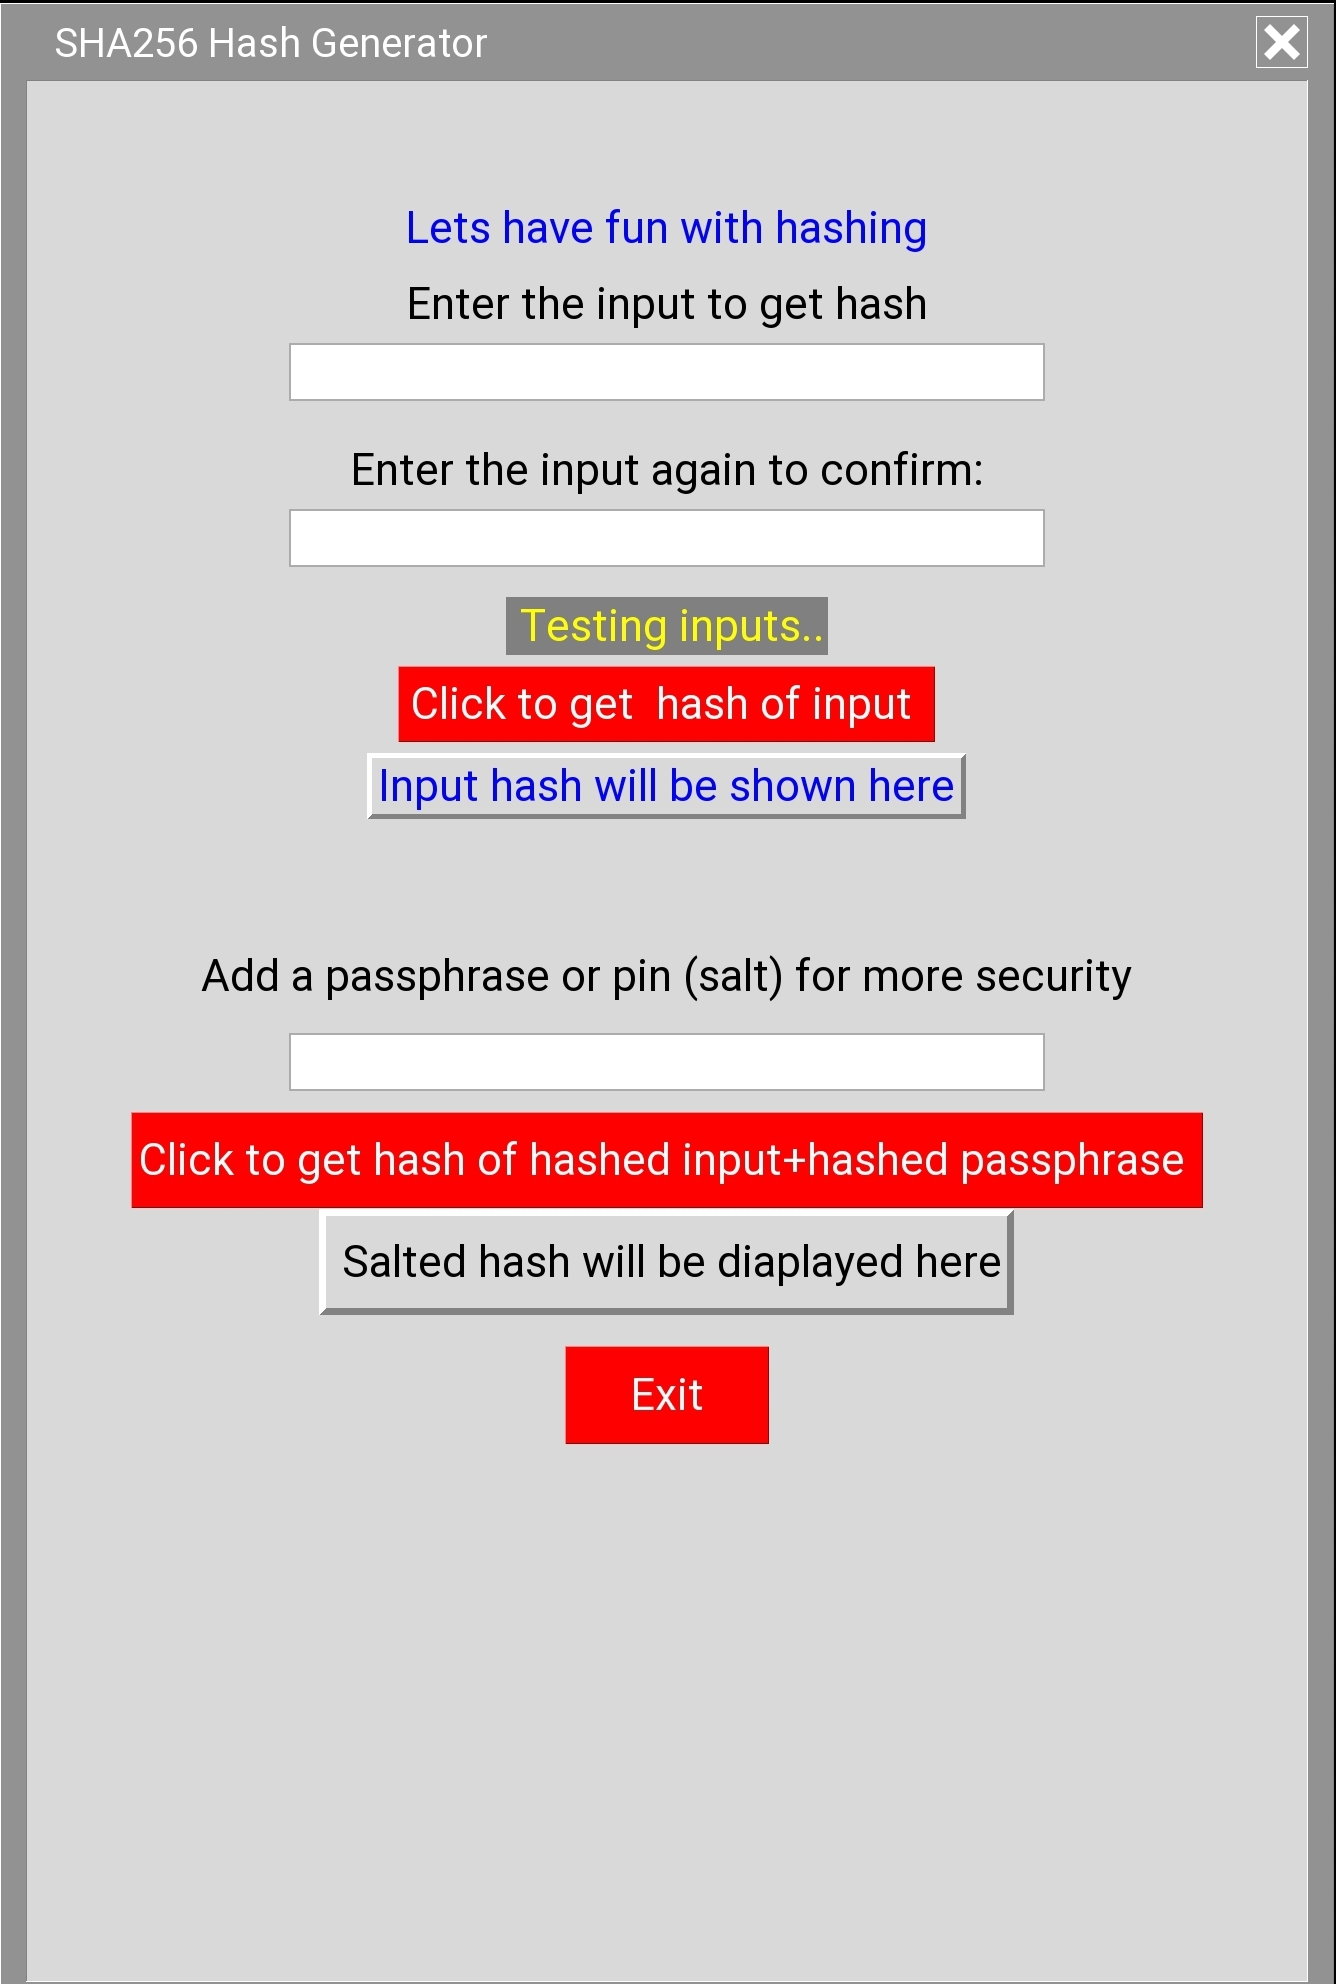 SHA256 Hash Generator
Lets have fun with hashing
Enter the input to get hash
Enter the input again to confirm:
Testing inputs..
Click to get  hash of input
Input hash will be shown here
Add a passphrase or pin (salt) for more security
Click to get hash of hashed input+hashed passphrase
Salted hash will be diaplayed here
Exit